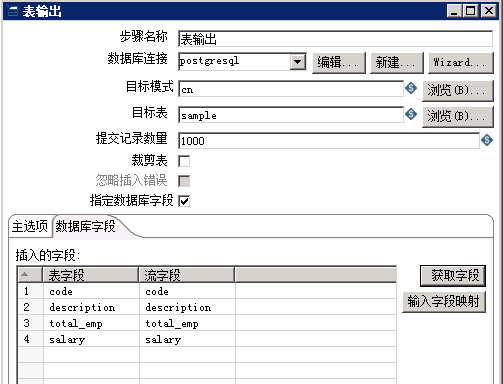 表输出
步骤名称 表输出
数据库连接 postgresql 编辑... 新建... Wizard...
目标模式 cn 浏览(B)...
目标表 sample 浏览(B)...
提交记录数量 1000
裁剪表
忽略插入错误
指定数据库字段
主选项 数据库字段
插入的字段:
表字段 流字段 获取字段
1 code code
2 description description 输入字段映射
3 total_emp total_emp
4 salary salary